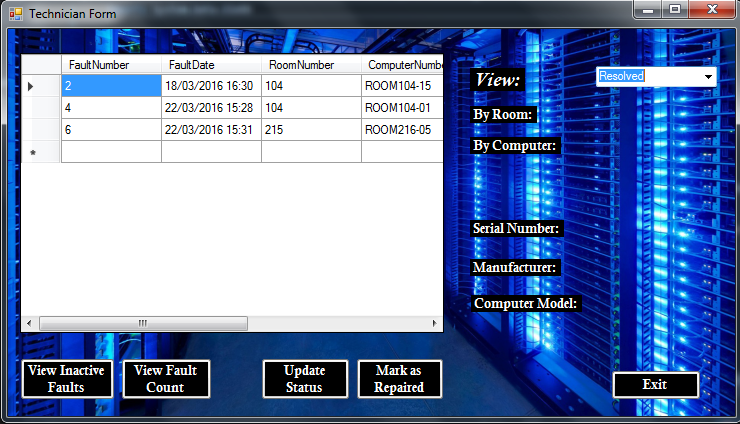 Technician Form
FaultNumber FaultDate RoomNumber ComputerNumbe
2 18/03/2016 16:30 104 ROOM104-15
4 22/03/2016 15:28 104 ROOM104-01
6 22/03/2016 15:31 215 ROOM216-05
*
View: Resolved
By Room:
By Computer:
Serial Number:
Manufacturer:
Computer Model:
View Inactive
Faults
View Fault
Count
Update
Status
Mark as
Repaired
Exit